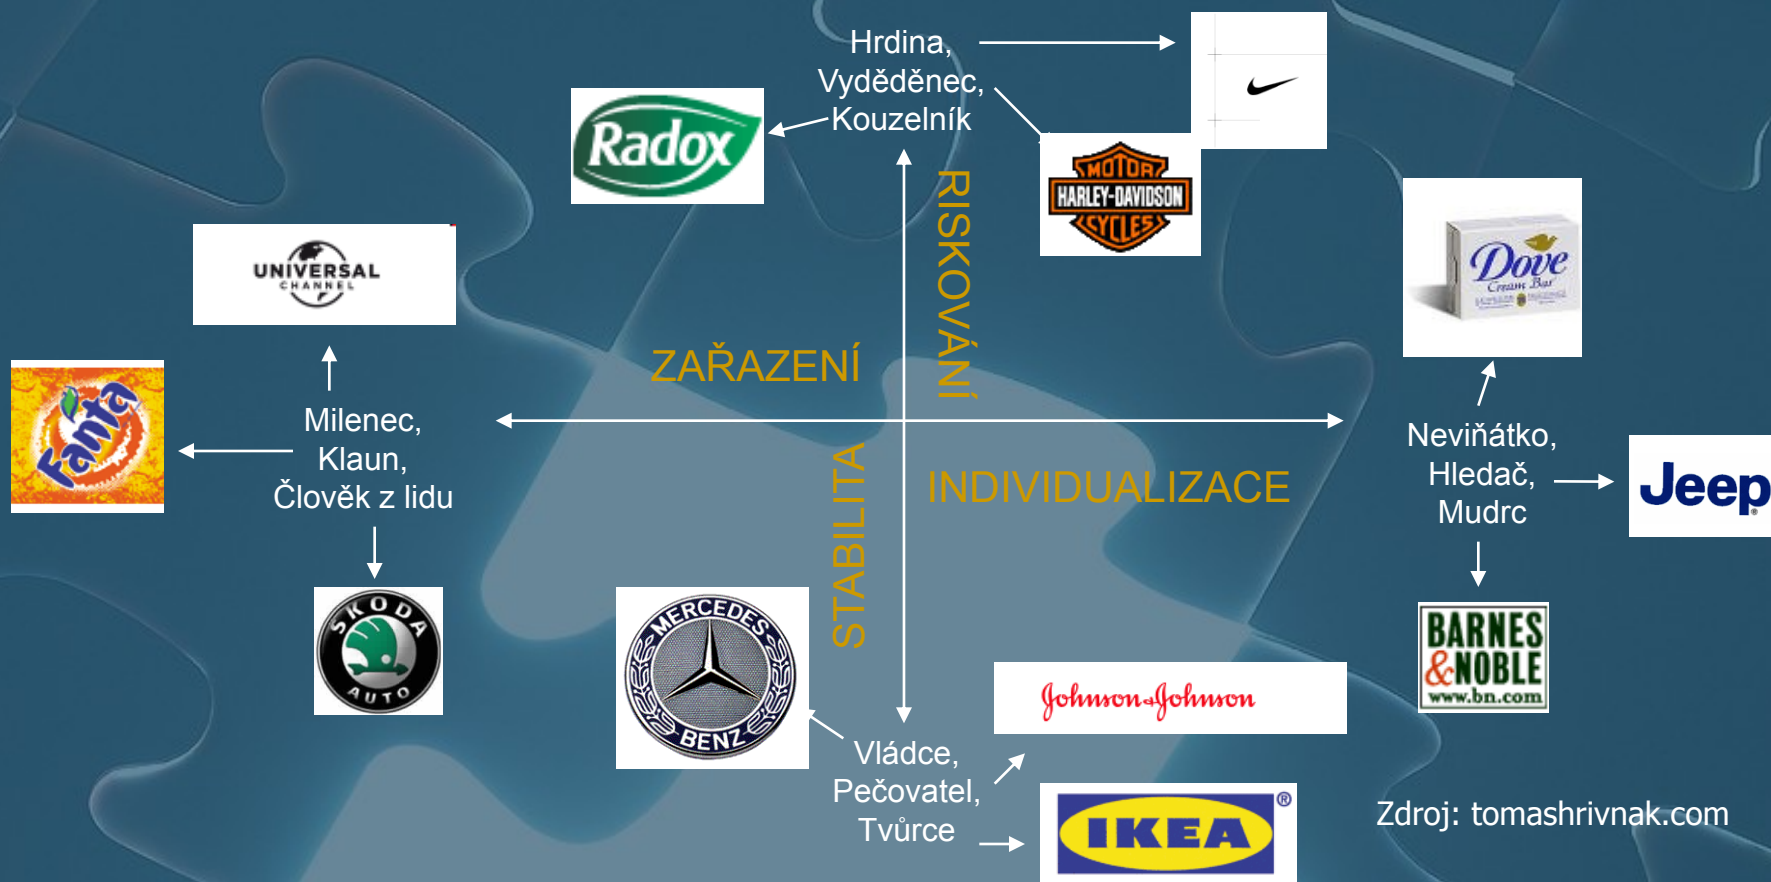 Hrdina,
Vyděděnec,
Kouzelník
Radox
MOTOR
HARLEY-DAVIDSON
CYCLES
RISKOVÁNÍ
UNIVERSAL
CHANNEL
Dove
Cream Bar
ZAŘAZENÍ
Fanta
Milenec,
Klaun,
Člověk z lidu
Neviňátko,
Hledač,
Mudrc
Jeep
®
STABILITA
INDIVIDUALIZACE
ŠKODA
AUTO
MERCEDES
BENZ
BARNES
&NOBLE
www.bn.com
Johnson & Johnson
Vládce,
Pečovatel,
Tvůrce
IKEA
®
Zdroj: tomashrivnak.com